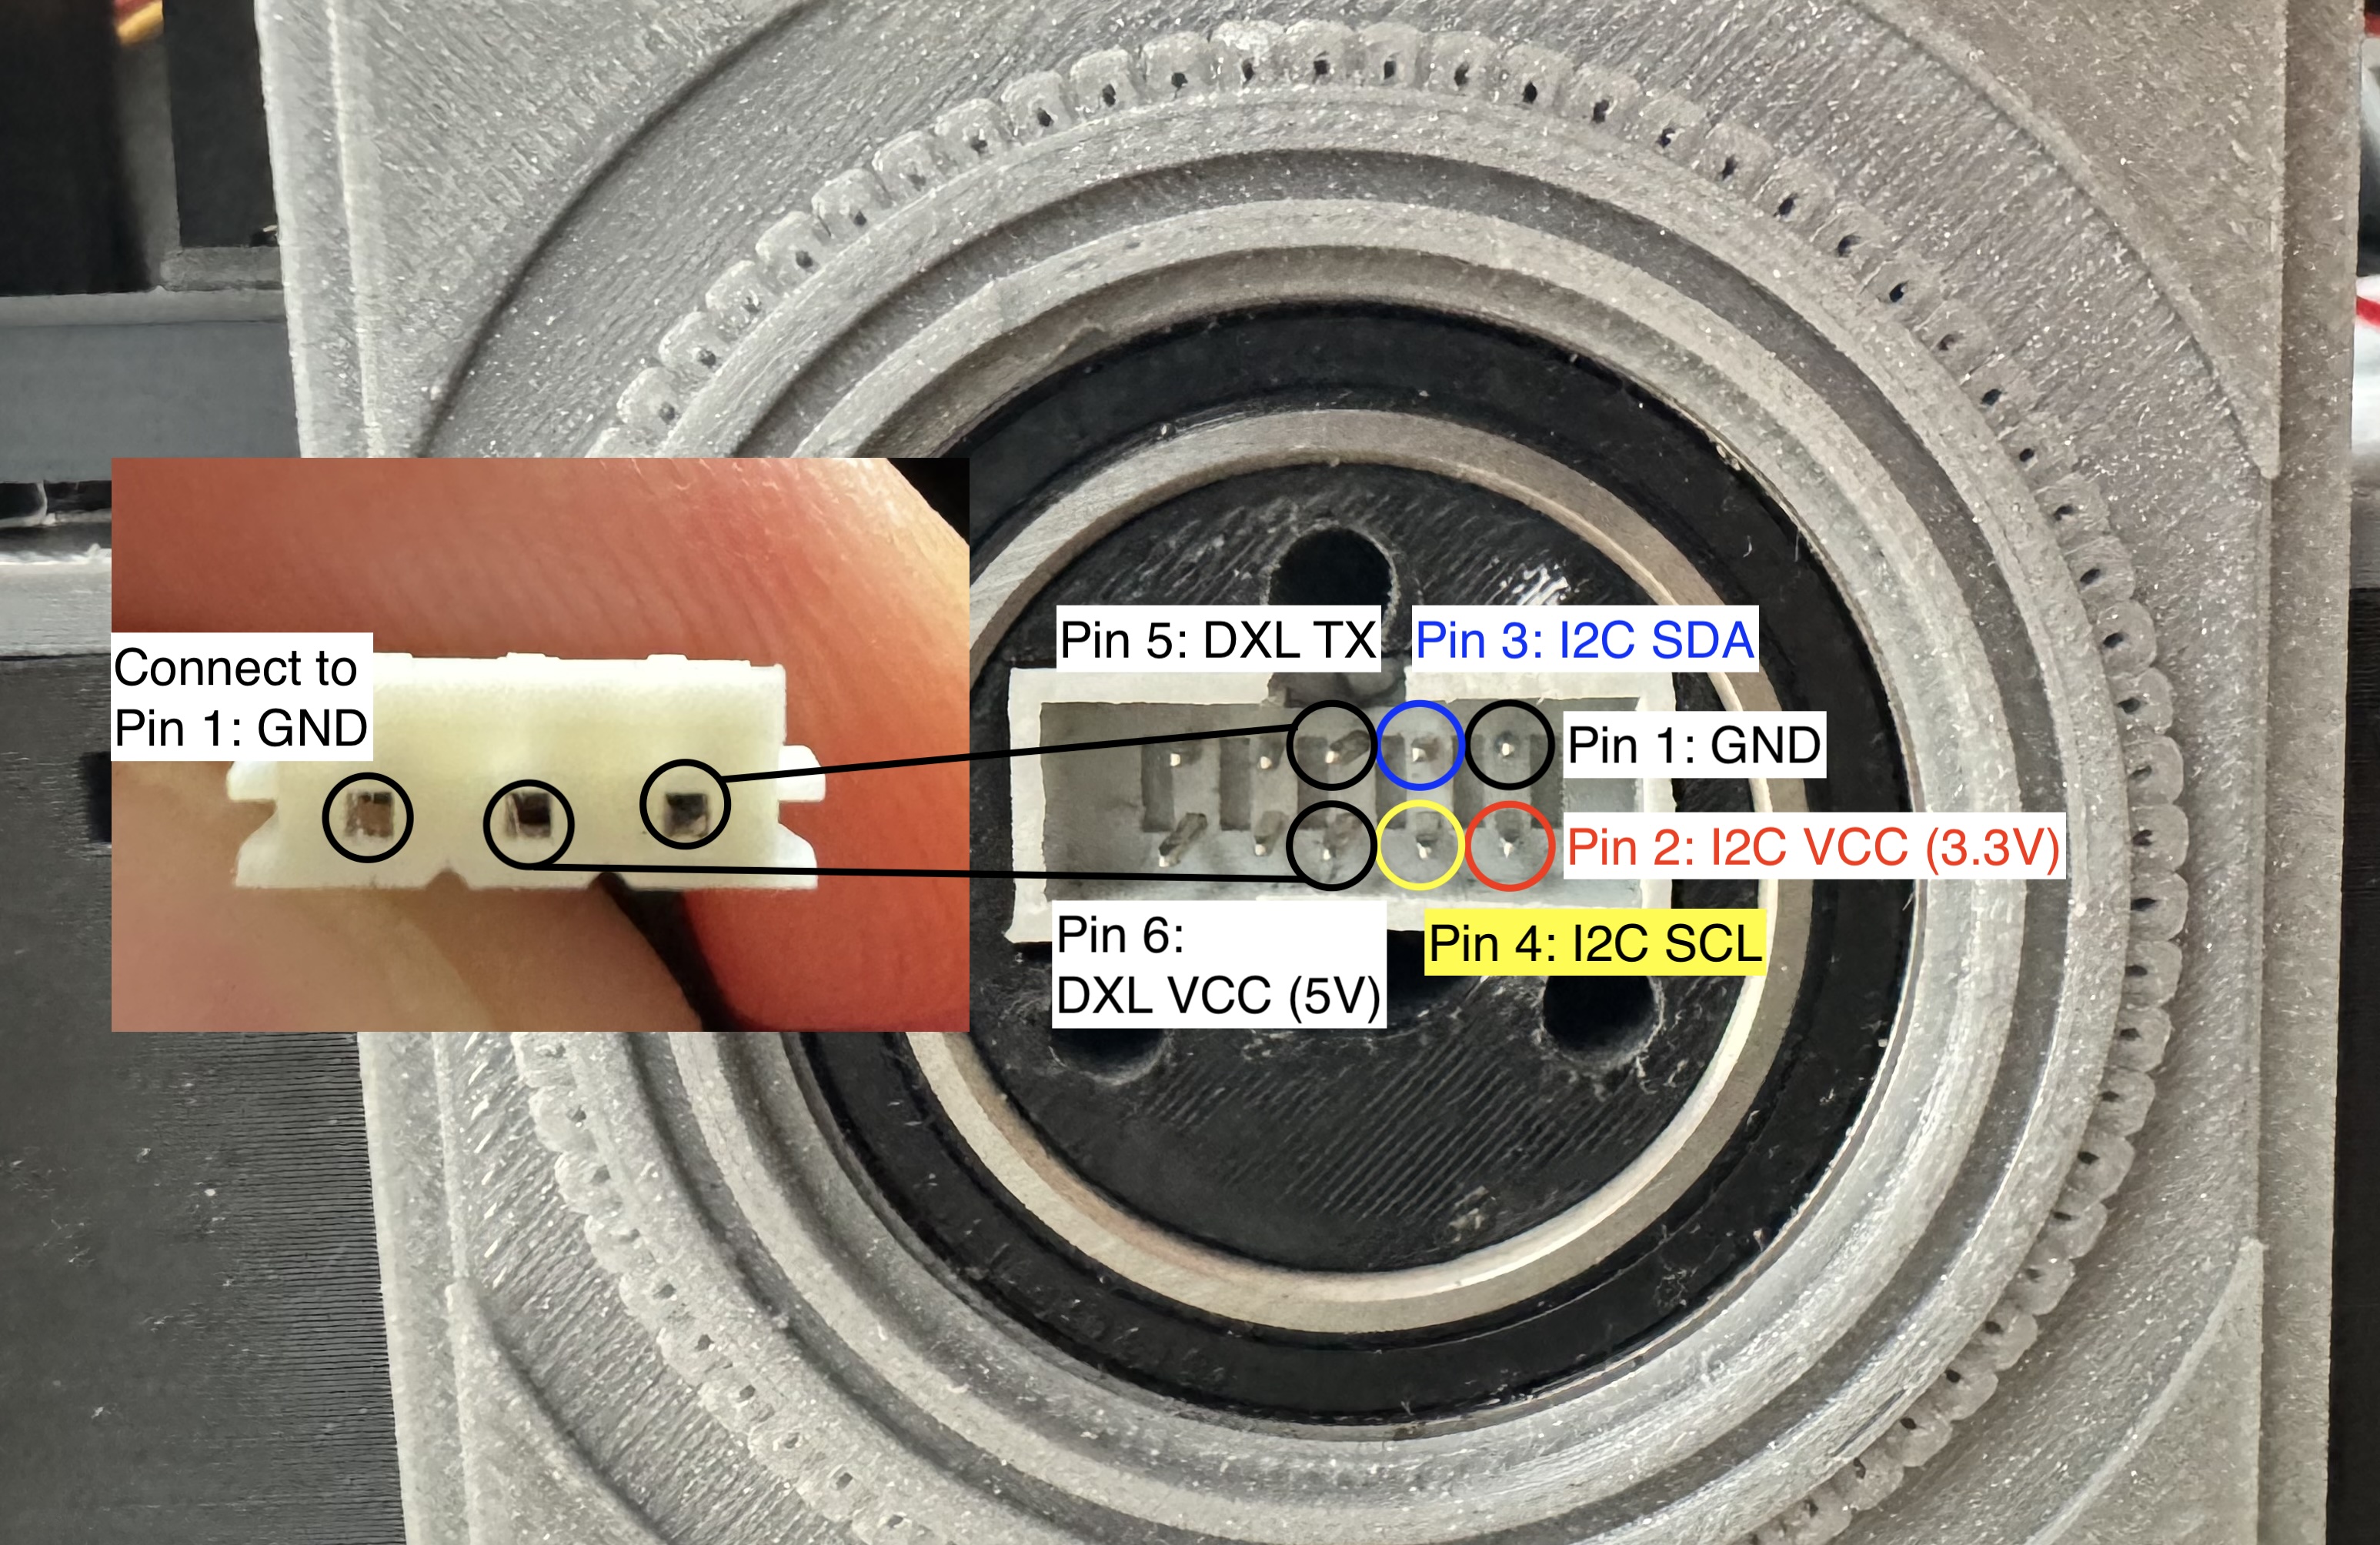 Pin 5: DXL TX
Pin 3: I2C SDA
Connect to
Pin 1: GND
Pin 1: GND
Pin 2: I2C VCC (3.3V)
Pin 6:
DXL VCC (5V)
Pin 4: I2C SCL